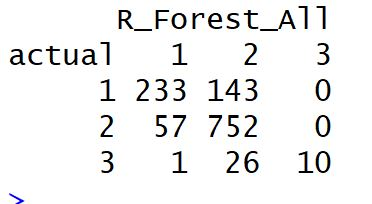 R_Forest_All
actual 1 2 3
1 233 143 0
2 57 752 0
3 1 26 10
>